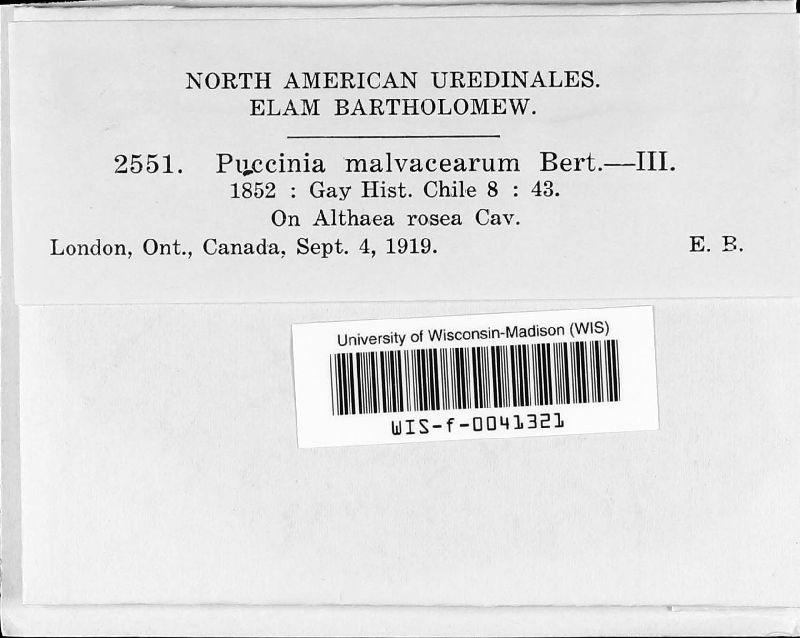 NORTH AMERICAN UREDINALES.
ELAM BARTHOLOMEW.
2551. Puccinia malvacearum Bert.—III.
1852 : Gay Hist. Chile 8 : 43.
On Althaea rosea Cav.
London, Ont., Canada, Sept. 4, 1919. E. B.
University of Wisconsin-Madison (WIS)
WIS-f-0041321